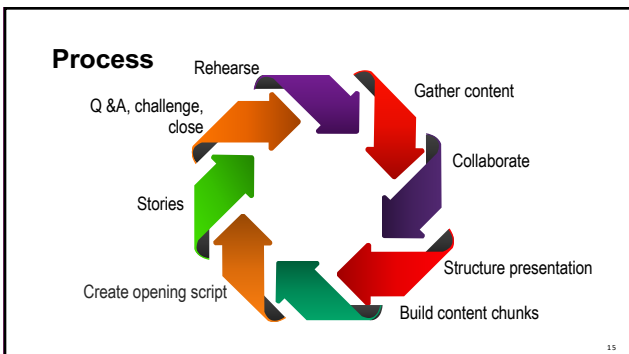 Process
Rehearse
Gather content
Collaborate
Structure presentation
Build content chunks
Create opening script
Stories
Q &A, challenge,
close
15